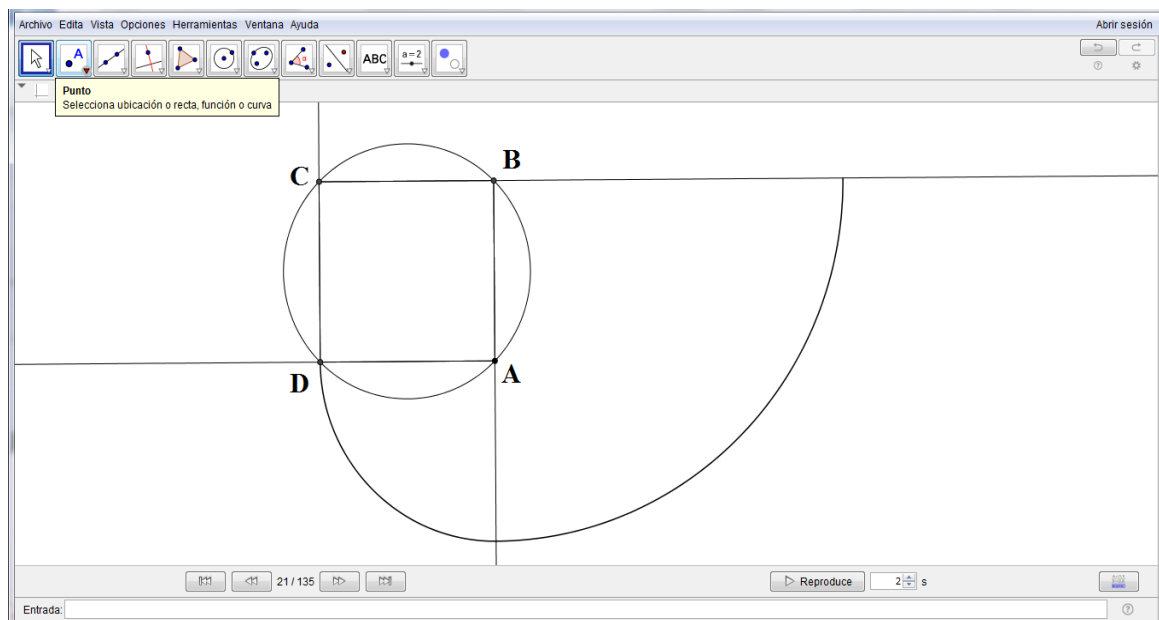 Archivo Edita Vista Opciones Herramientas Ventana Ayuda Abrir sesión
A α ABC a=2
Punto
Selecciona ubicación o recta, función o curva
C B
D A
21 / 135 Reproduce 2 s
Entrada: